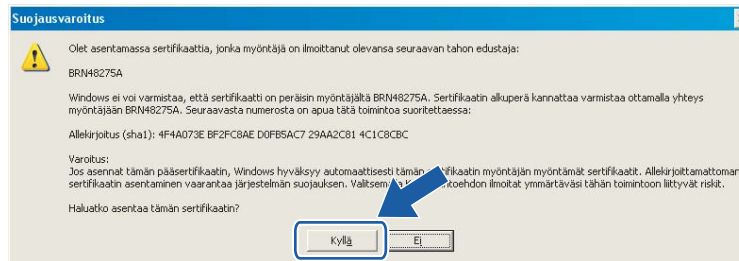 Suojausvaroitus
Olet asentamassa sertifikaattia, jonka myöntäjä on ilmoittanut olevansa seuraavan tahon edustaja:
BRN48275A
Windows ei voi varmistaa, että sertifikaatti on peräisin myöntäjältä BRN48275A. Sertifikaatin alkuperä kannattaa varmistaa ottamalla yhteys
myöntäjään BRN48275A. Seuraavasta numerosta on apua tätä toimintoa suoritettaessa:
Allekirjoitus (sha1): 4F4A073E BF2FC8AE D0FB5AC7 29AA2C81 4C1C8CBC
Varoitus:
Jos asennat tämän pääsertifikaatin, Windows hyväksyy automaattisesti tämän sertifikaatin myöntäjän myöntämät sertifikaatit. Allekirjoittamattoman
sertifikaatin asentaminen vaarantaa järjestelmän suojauksen. ilmoitat ymmärtäväsi tähän toimintoon liittyvät riskit.
Haluatko asentaa tämän sertifikaatin?
Kyllä Ei